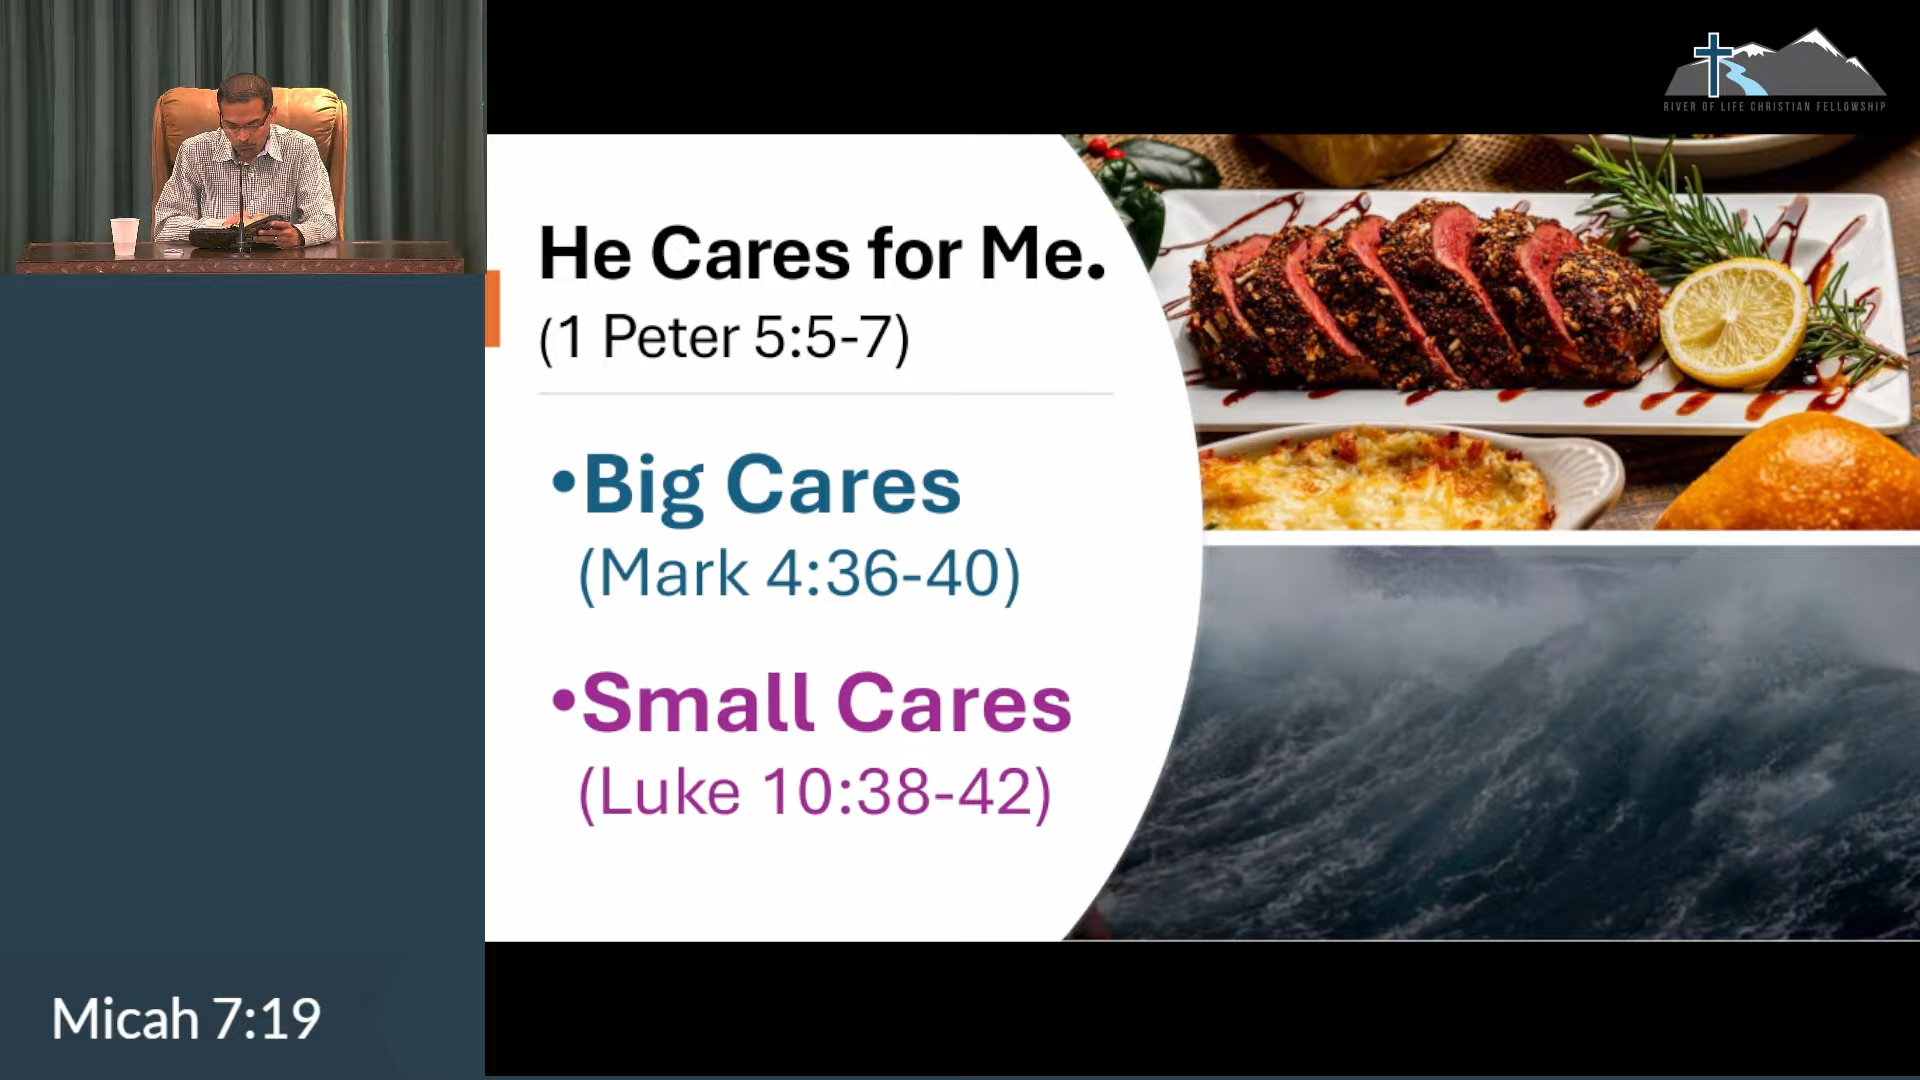 RIVER OF LIFE CHRISTIAN FELLOWSHIP
He Cares for Me.
(1 Peter 5:5-7)
•Big Cares
(Mark 4:36-40)
•Small Cares
(Luke 10:38-42)
Micah 7:19